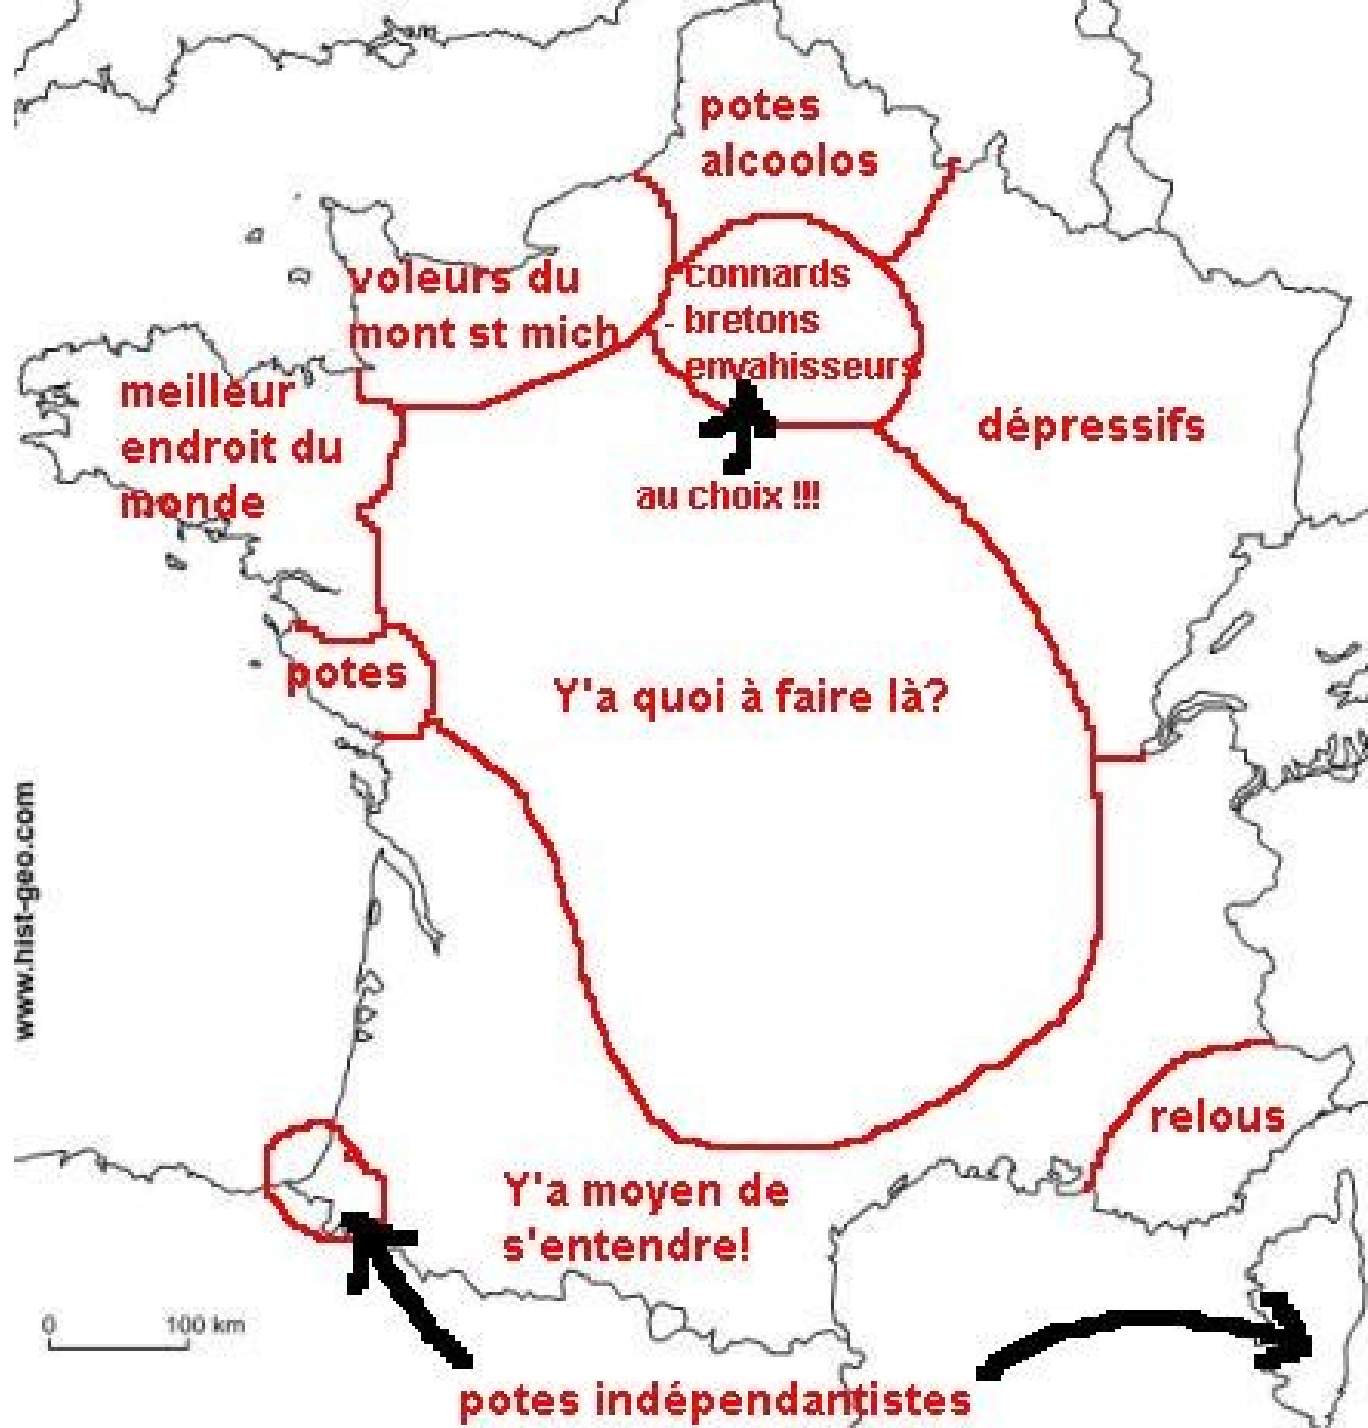 potes
alcoolos
voleurs du
mont st mich
connards
- bretons
envahisseurs
meilleur
endroit du
monde
dépressifs
au choix !!!
potes
Y'a quoi à faire là?
www.hist-geo.com
relous
Y'a moyen de
s'entendre!
0 100 km
potes indépendantistes